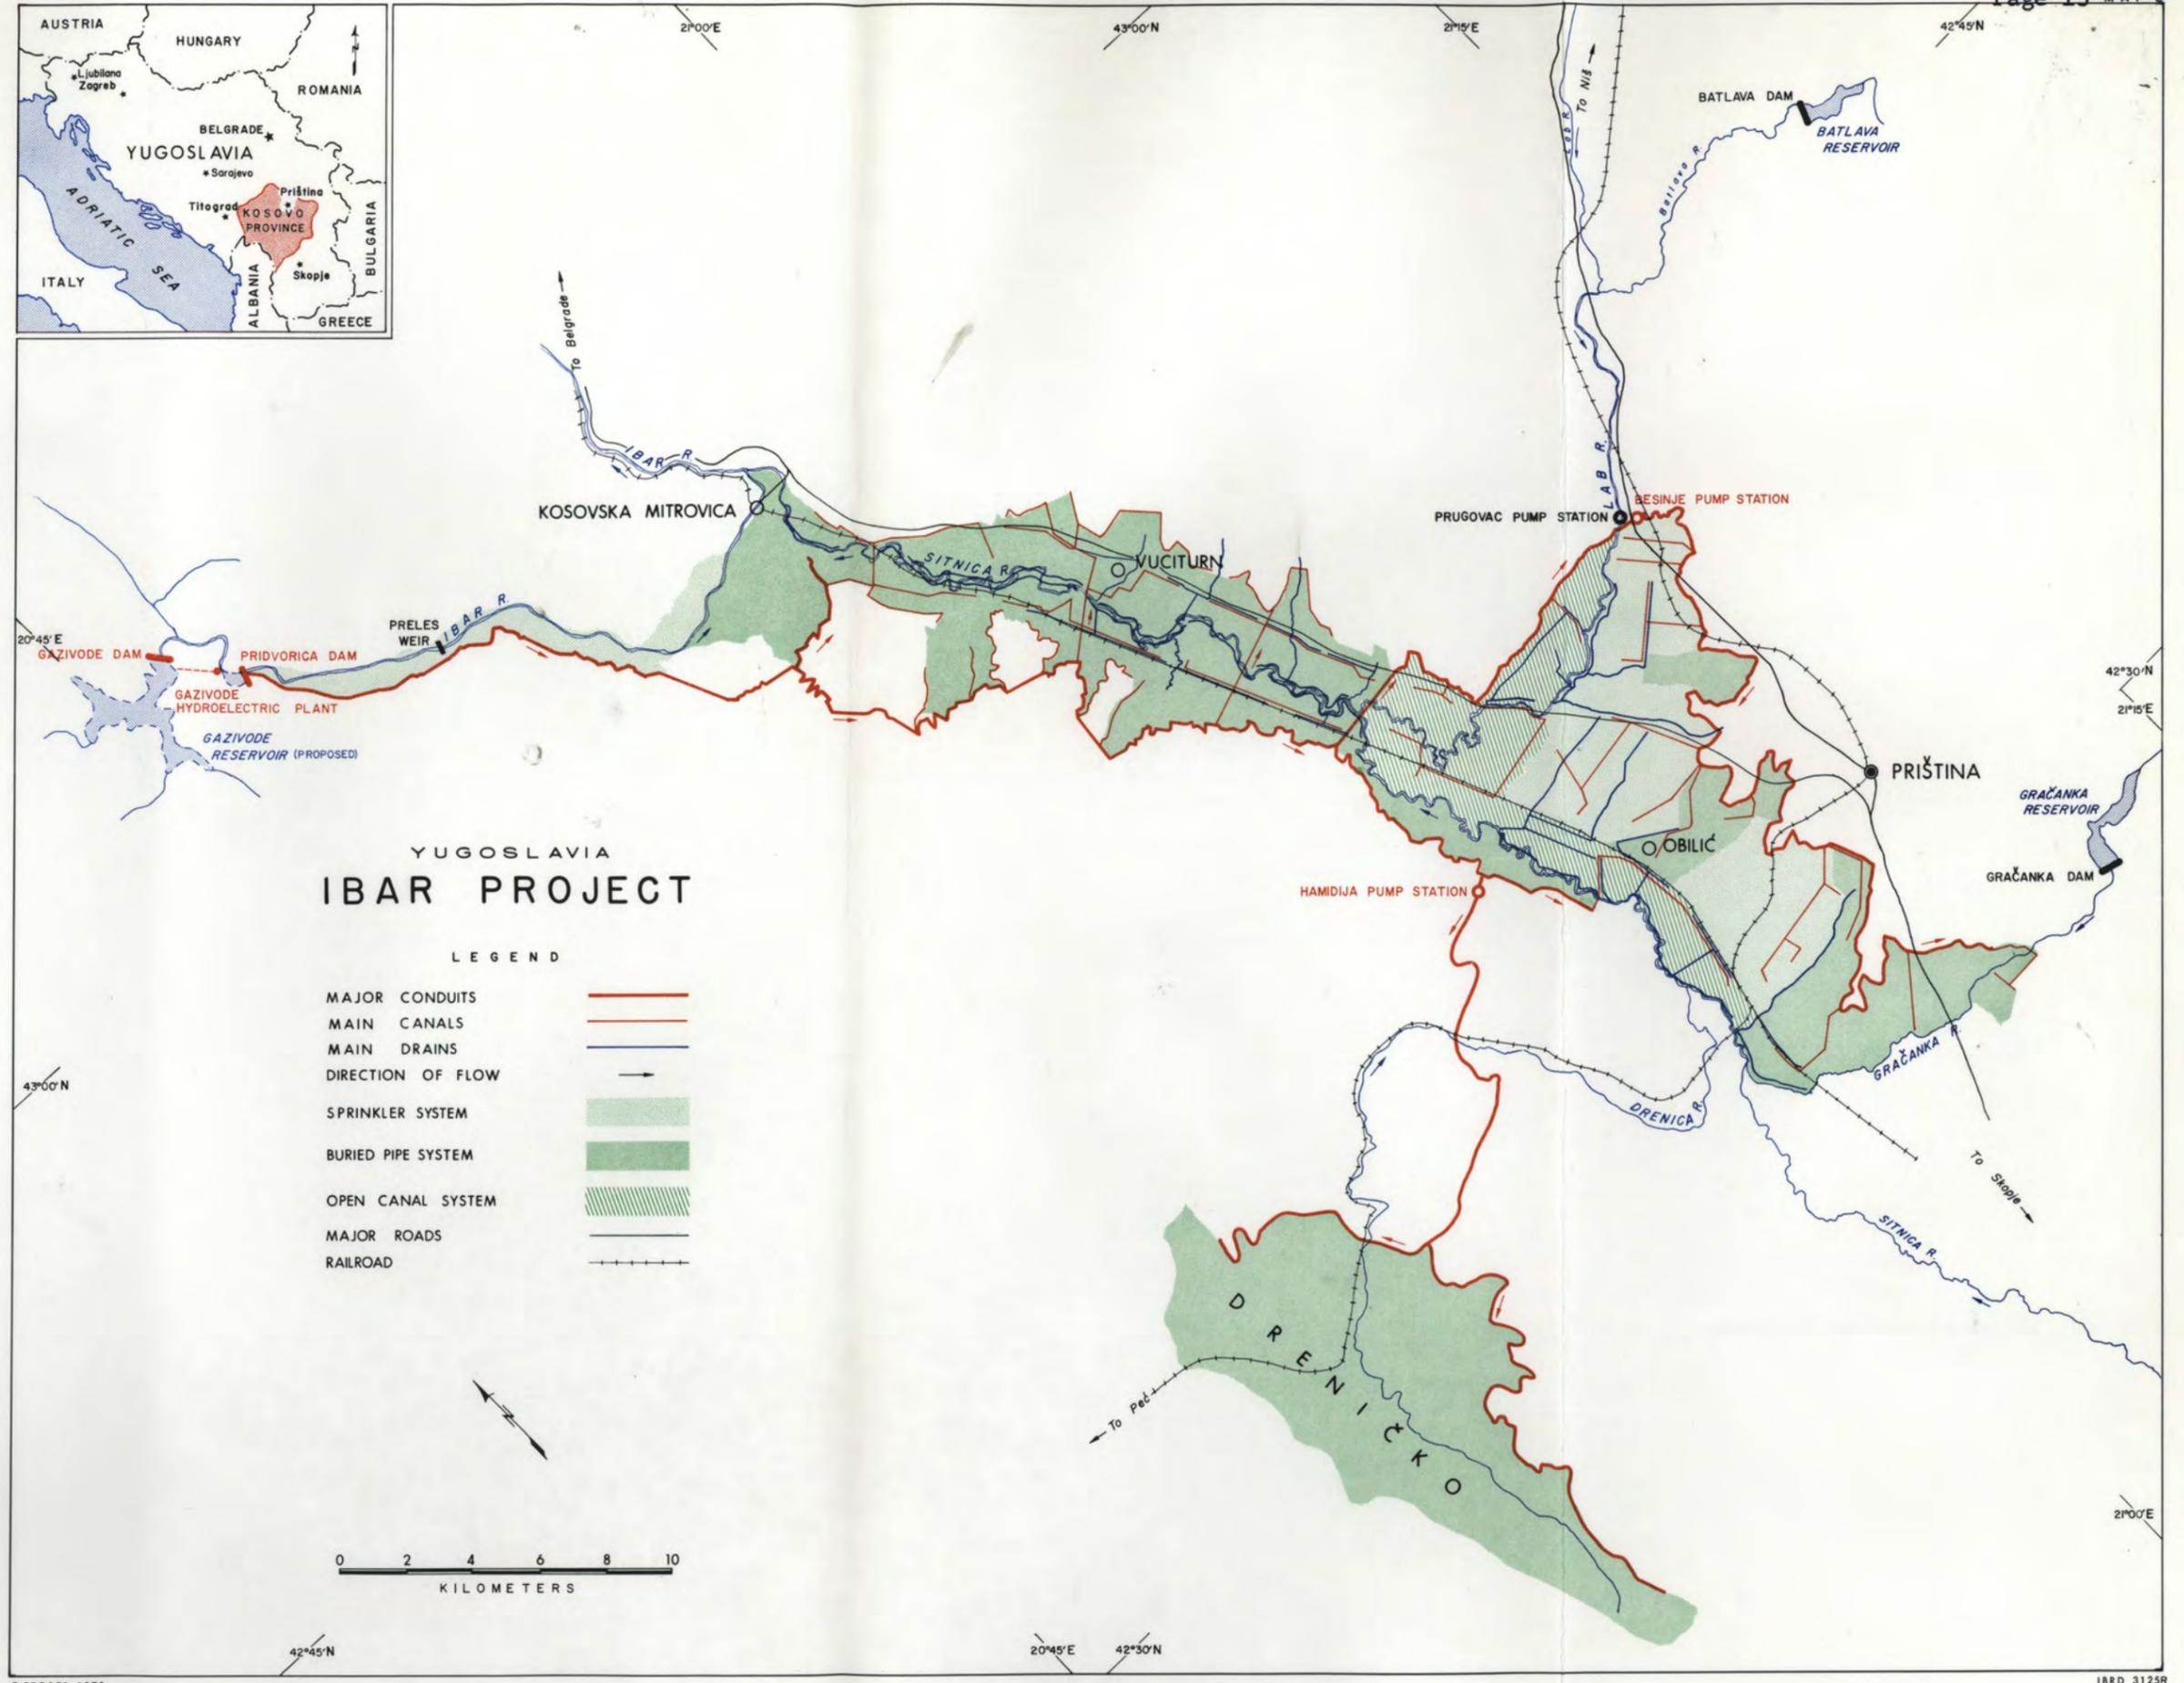 AUSTRIA
HUNGARY
Ljubljana
Zagreb
ROMANIA
BELGRADE
YUGOSLAVIA
Sarajevo
Priština
Titograd
KOSOVO
PROVINCE
ADRIATIC
SEA
BULGARIA
ITALY
Skopje
ALBANIA
GREECE
21°00'E
43°00'N
21°15'E
42°45'N
To Niš
LAB R.
BATLAVA DAM
BATLAVA
RESERVOIR
Batlava R.
To Belgrade
IBAR R.
KOSOVSKA MITROVICA
SITNICA R.
VUCITURN
LAB R.
BESINJE PUMP STATION
PRUGOVAC PUMP STATION
20°45'E
GAZIVODE DAM
PRIDVORICA DAM
PRELES
WEIR
IBAR R.
GAZIVODE
HYDROELECTRIC PLANT
GAZIVODE
RESERVOIR (PROPOSED)
42°30'N
21°15'E
PRIŠTINA
GRAČANKA
RESERVOIR
GRAČANKA DAM
OBILIĆ
HAMIDIJA PUMP STATION
GRAČANKA R.
DRENICA R.
To Skopje
SITNICA R.
YUGOSLAVIA
IBAR PROJECT
LEGEND
MAJOR CONDUITS
MAIN CANALS
MAIN DRAINS
DIRECTION OF FLOW
SPRINKLER SYSTEM
BURIED PIPE SYSTEM
OPEN CANAL SYSTEM
MAJOR ROADS
RAILROAD
43°00'N
N
DRENIČKO
To Peć
21°00'E
0 2 4 6 8 10
KILOMETERS
42°45'N
20°45'E
42°30'N
IBRD 3125R